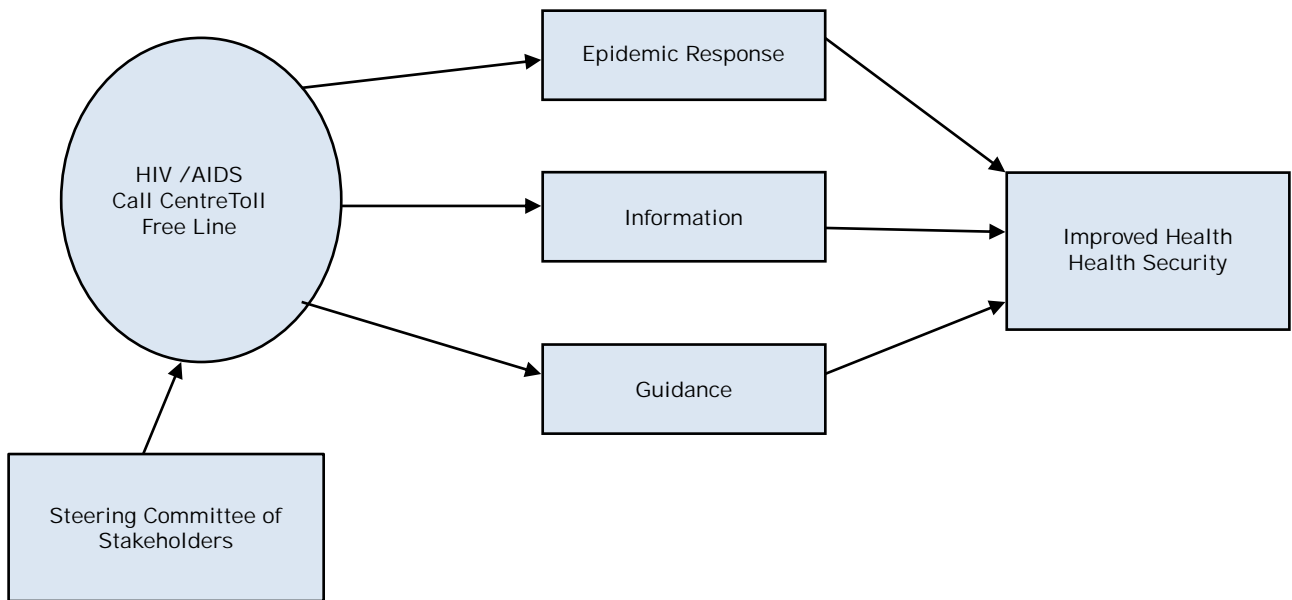 Epidemic Response
HIV /AIDS
Call CentreToll
Free Line
Information
Improved Health
Health Security
Guidance
Steering Committee of
Stakeholders